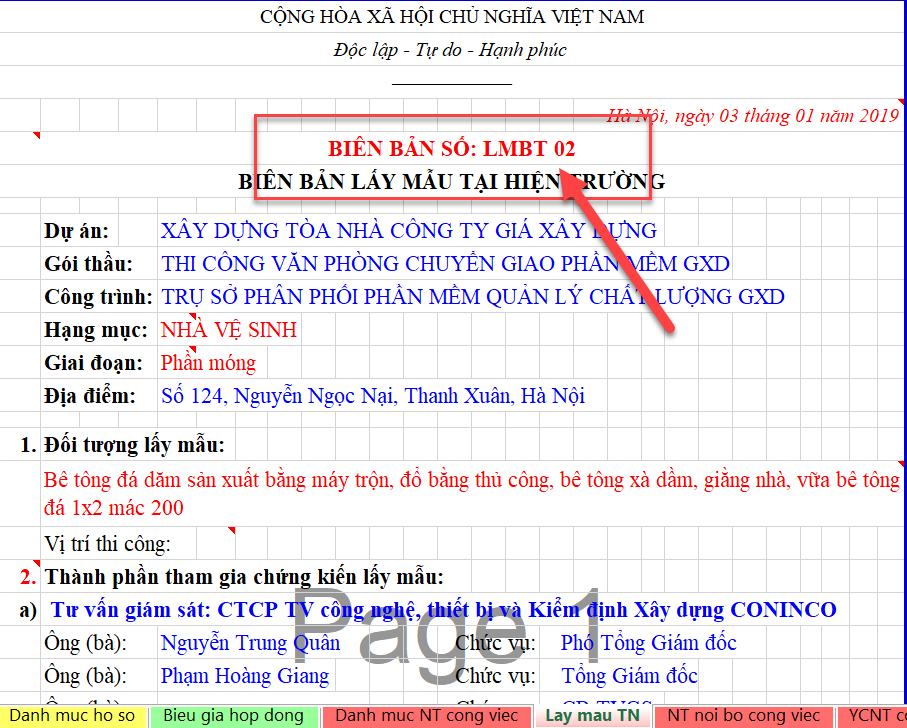 CỘNG HÒA XÃ HỘI CHỦ NGHĨA VIỆT NAM
Độc lập - Tự do - Hạnh phúc
Hà Nội, ngày 03 tháng 01 năm 2019
BIÊN BẢN SỐ: LMBT 02
BIÊN BẢN LẤY MẪU TẠI HIỆN TRƯỜNG
Dự án: XÂY DỰNG TÒA NHÀ CÔNG TY GIÁ XÂY DỰNG
Gói thầu: THI CÔNG VĂN PHÒNG CHUYỂN GIAO PHẦN MỀM GXD
Công trình: TRỤ SỞ PHÂN PHỐI PHẦN MỀM QUẢN LÝ CHẤT LƯỢNG GXD
Hạng mục: NHÀ VỆ SINH
Giai đoạn: Phần móng
Địa điểm: Số 124, Nguyễn Ngọc Nại, Thanh Xuân, Hà Nội
1. Đối tượng lấy mẫu:
Bê tông đá dăm sản xuất bằng máy trộn, đổ bằng thủ công, bê tông xà dầm, giằng nhà, vữa bê tông
đá 1x2 mác 200
Vị trí thi công:
2. Thành phần tham gia chứng kiến lấy mẫu:
a) Tư vấn giám sát: CTCP TV công nghệ, thiết bị và Kiểm định Xây dựng CONINCO
Page 1
Ông (bà): Nguyễn Trung Quân Chức vụ: Phó Tổng Giám đốc
Ông (bà): Phạm Hoàng Giang Chức vụ: Tổng Giám đốc
Danh muc ho so Bieu gia hop dong Danh muc NT cong viec Lay mau TN NT noi bo cong viec YCNT co